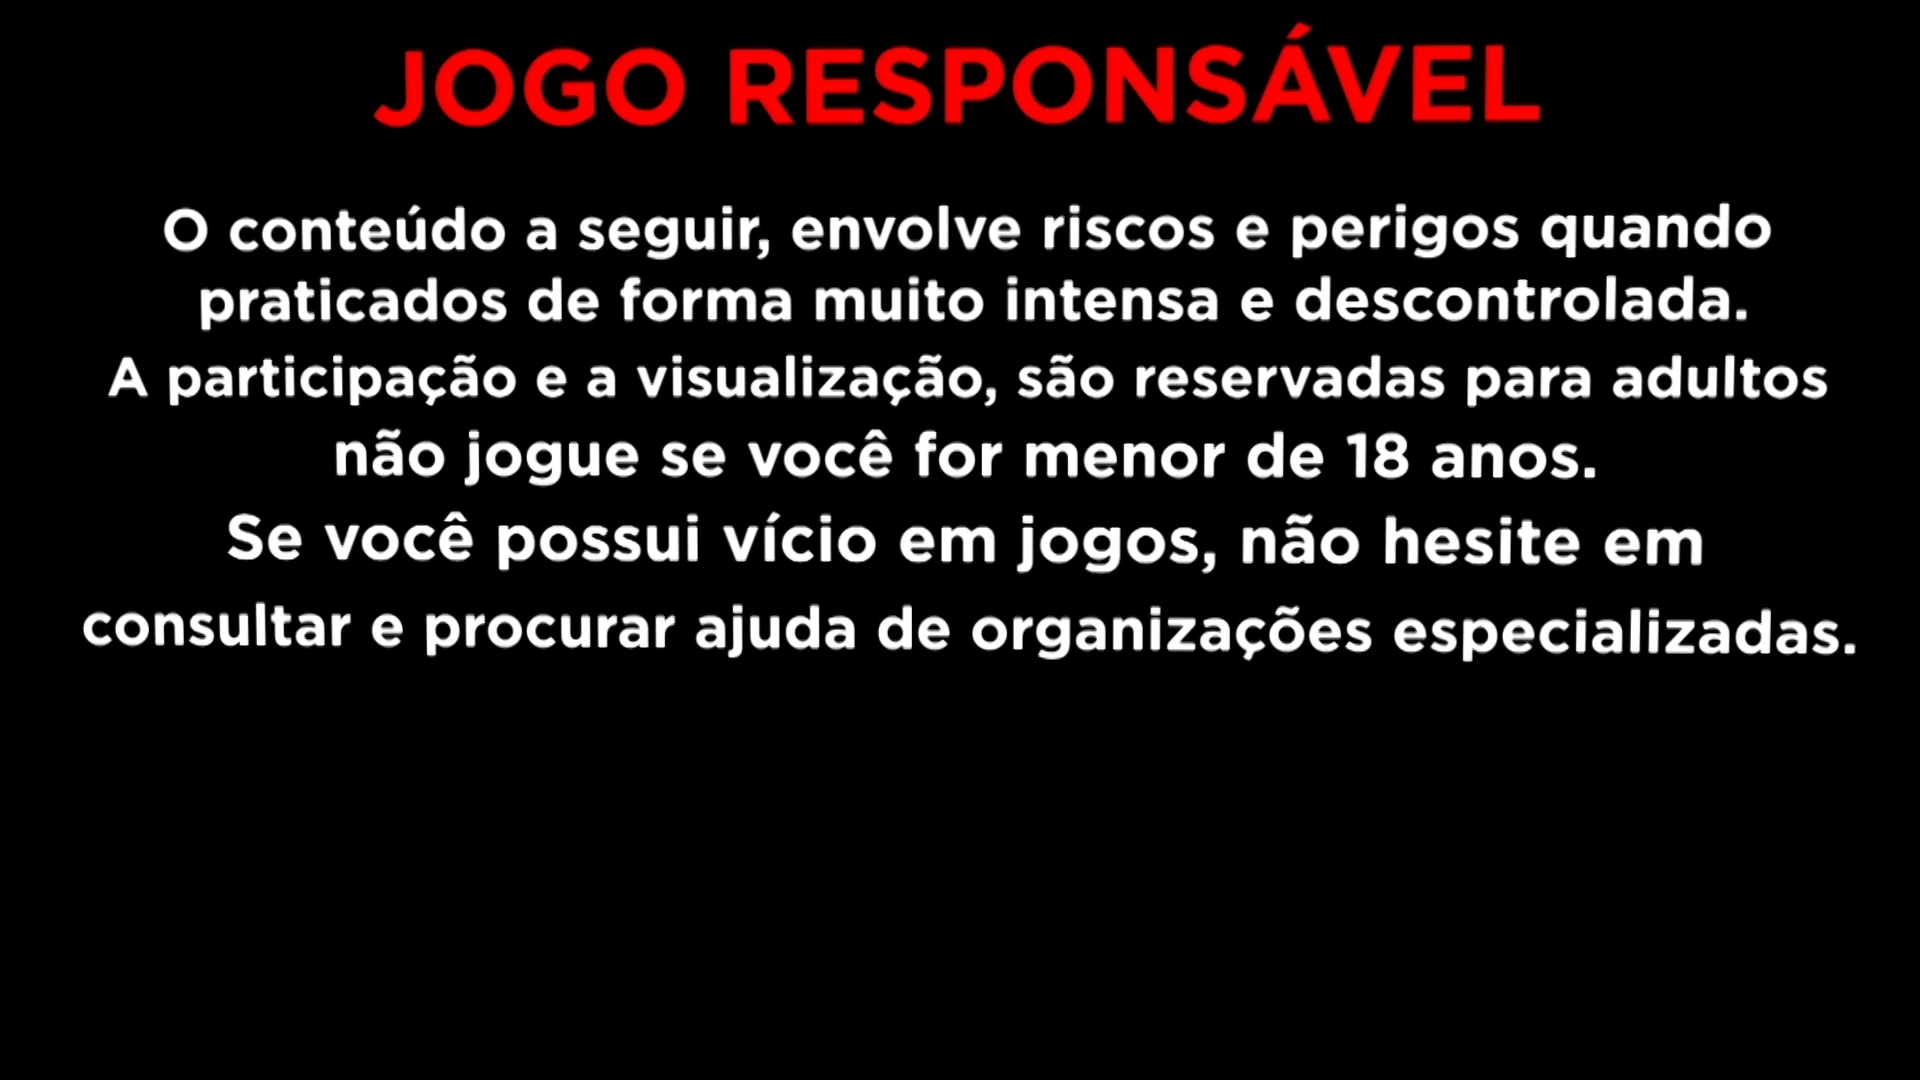 JOGO RESPONSÁVEL
O conteúdo a seguir, envolve riscos e perigos quando
praticados de forma muito intensa e descontrolada.
A participação e a visualização, são reservadas para adultos
não jogue se você for menor de 18 anos.
Se você possui vício em jogos, não hesite em
consultar e procurar ajuda de organizações especializadas.